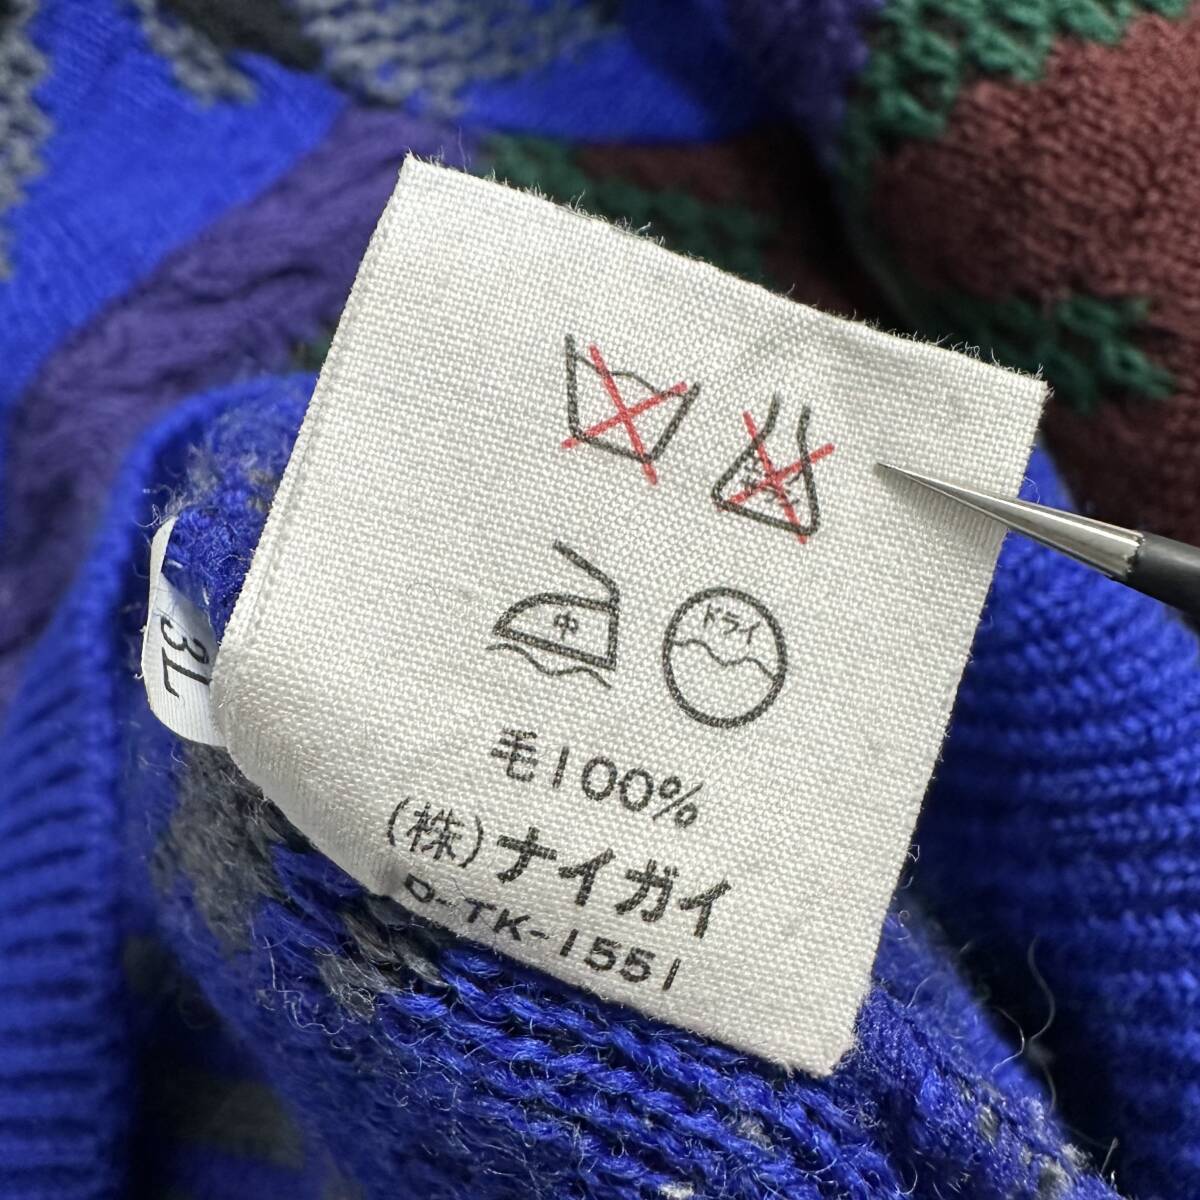 中
ドライ
3L
毛100%
(株)ナイガイ
D-TK-1551